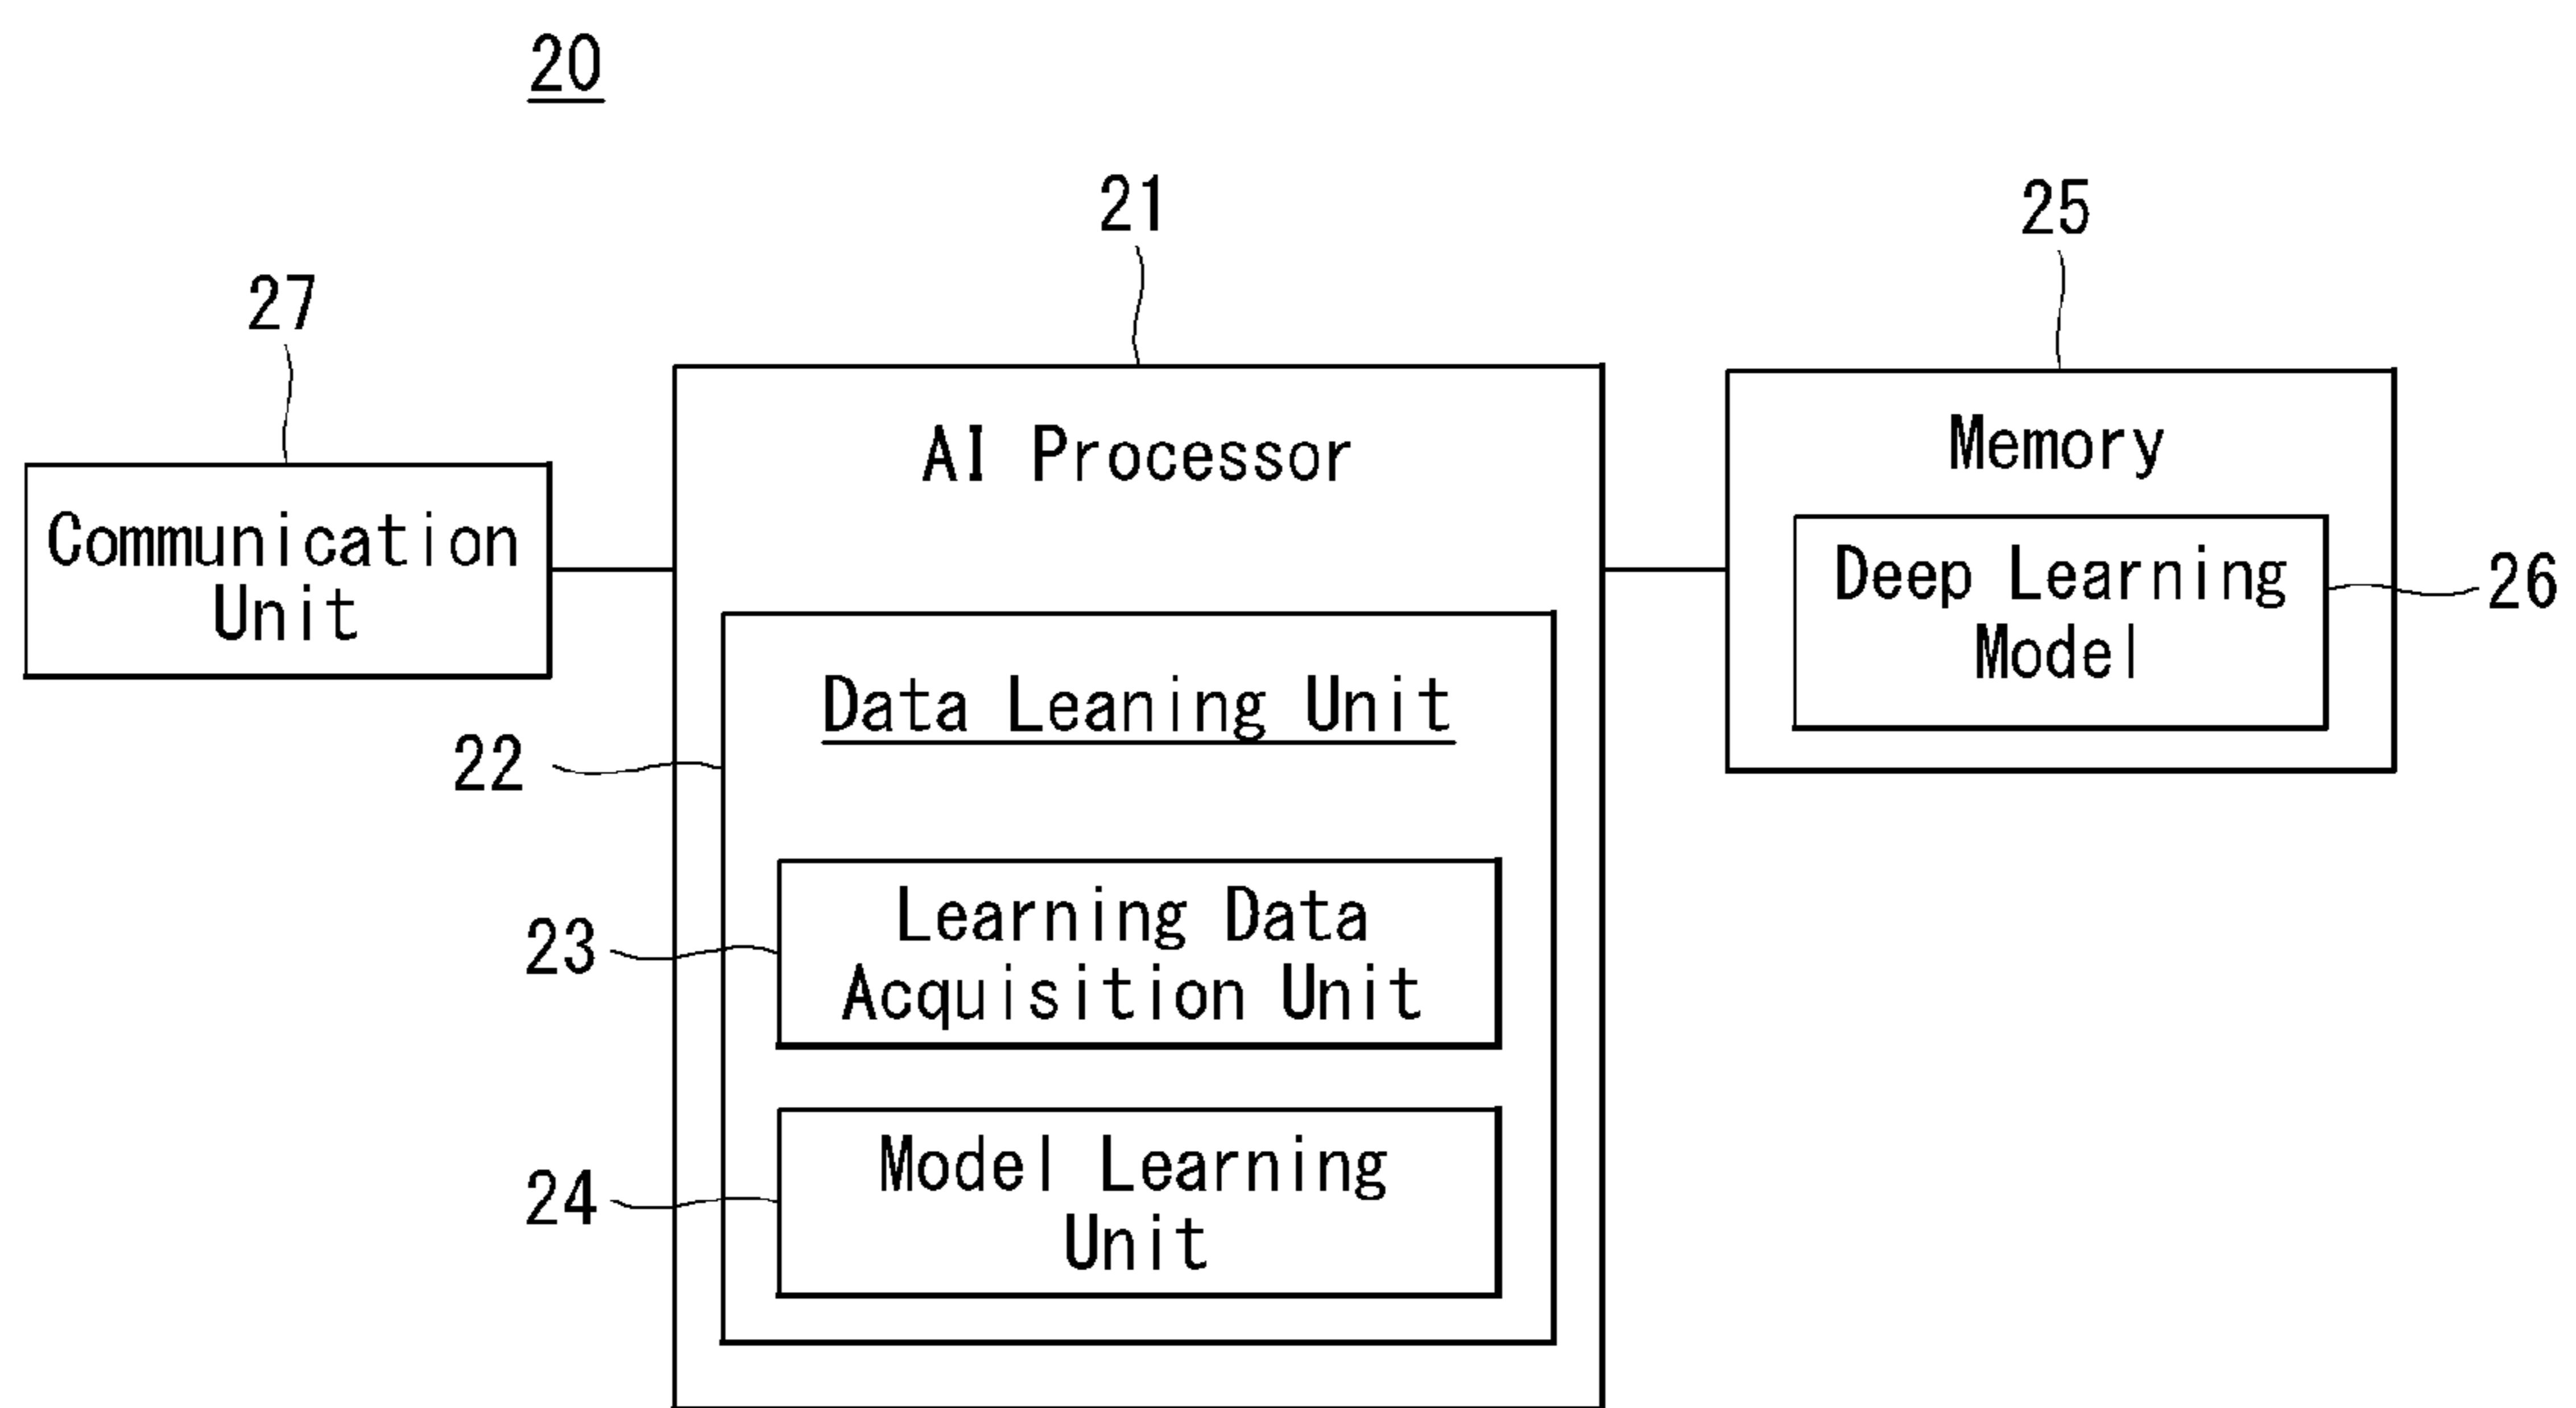 20
21
25
27
AI Processor
Memory
Communication
Unit
Deep Learning
Model
26
Data Leaning Unit
22
Learning Data
Acquisition Unit
23
Model Learning
Unit
24